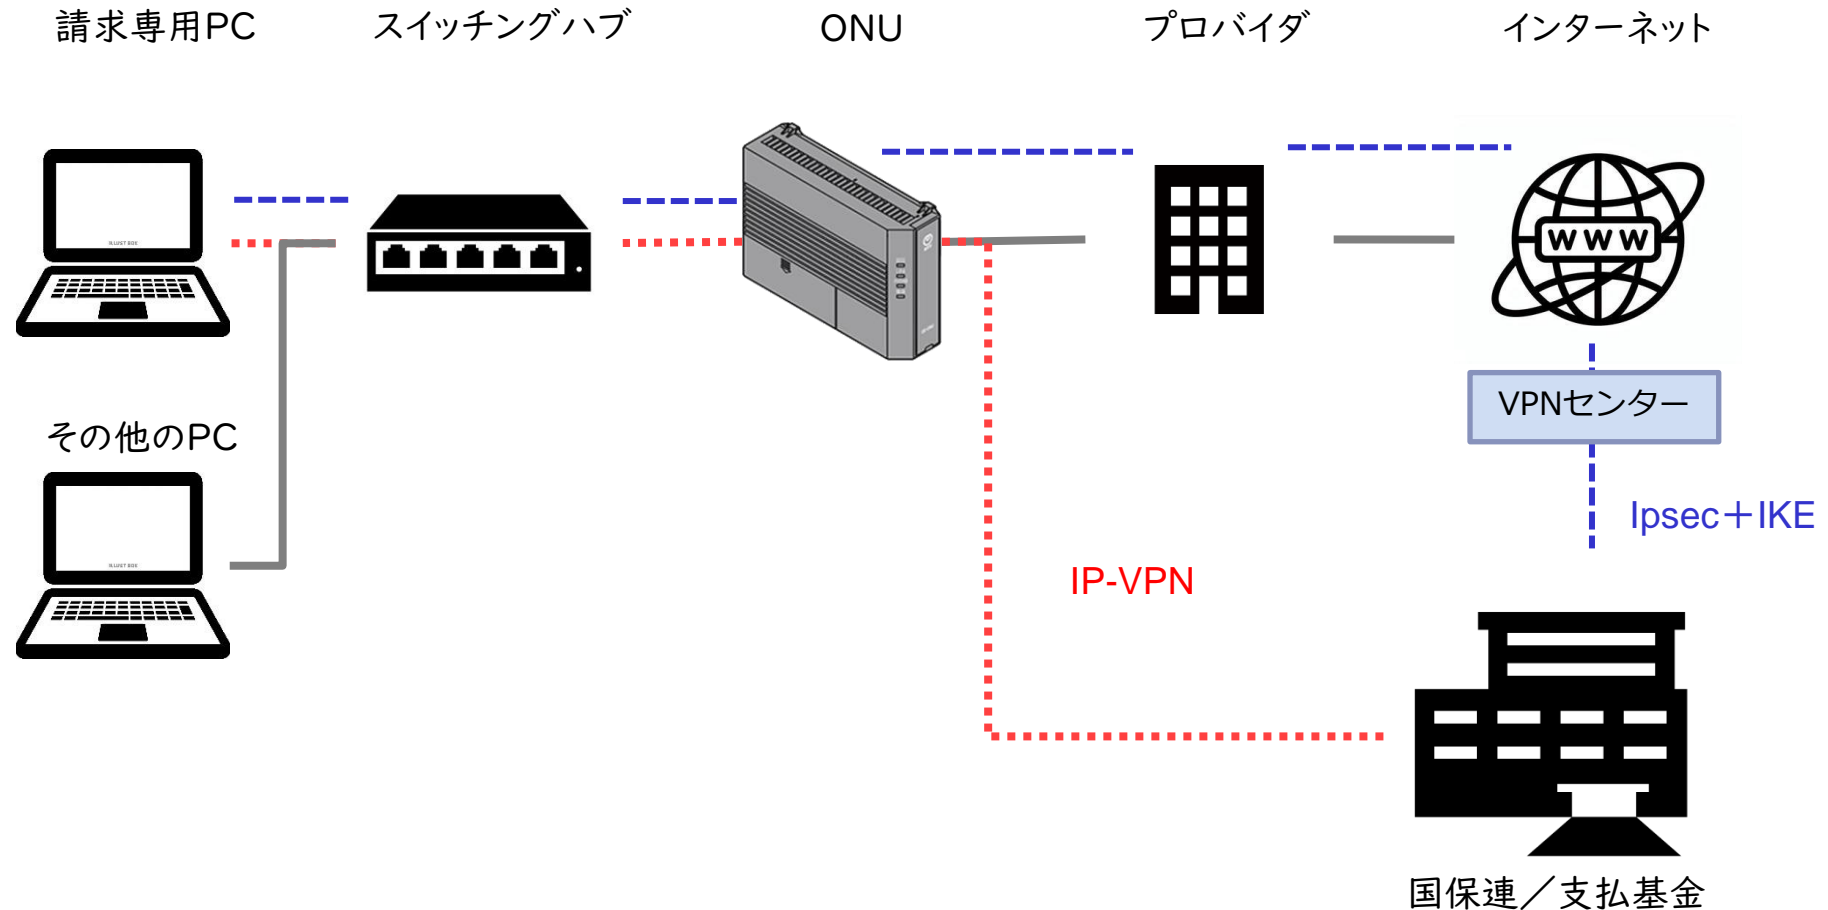 請求専用PC
スイッチングハブ
ONU
プロバイダ
インターネット
WWW
VPNセンター
その他のPC
Ipsec＋IKE
IP-VPN
国保連／支払基金